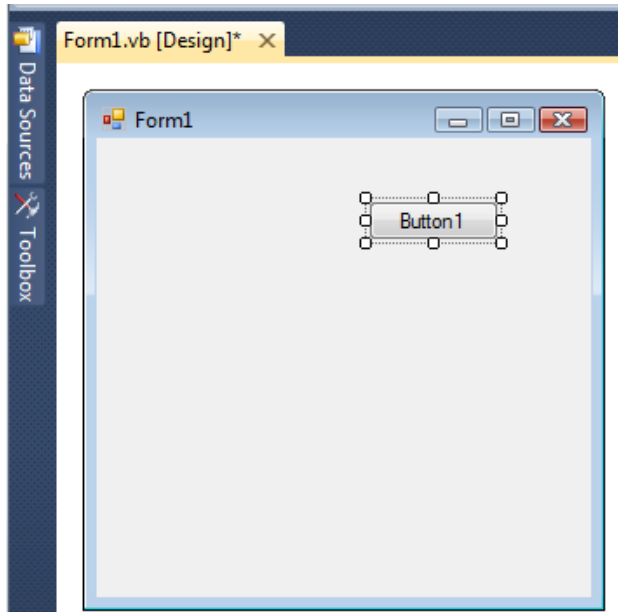 Form1.vb [Design]*
Data Sources
Toolbox
Form1
Button1